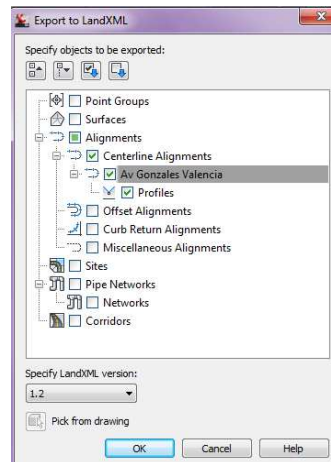 Export to LandXML
Specify objects to be exported:
Point Groups
Surfaces
Alignments
Centerline Alignments
Av Gonzales Valencia
Profiles
Offset Alignments
Curb Return Alignments
Miscellaneous Alignments
Sites
Pipe Networks
Networks
Corridors
Specify LandXML version:
1.2
Pick from drawing
OK Cancel Help